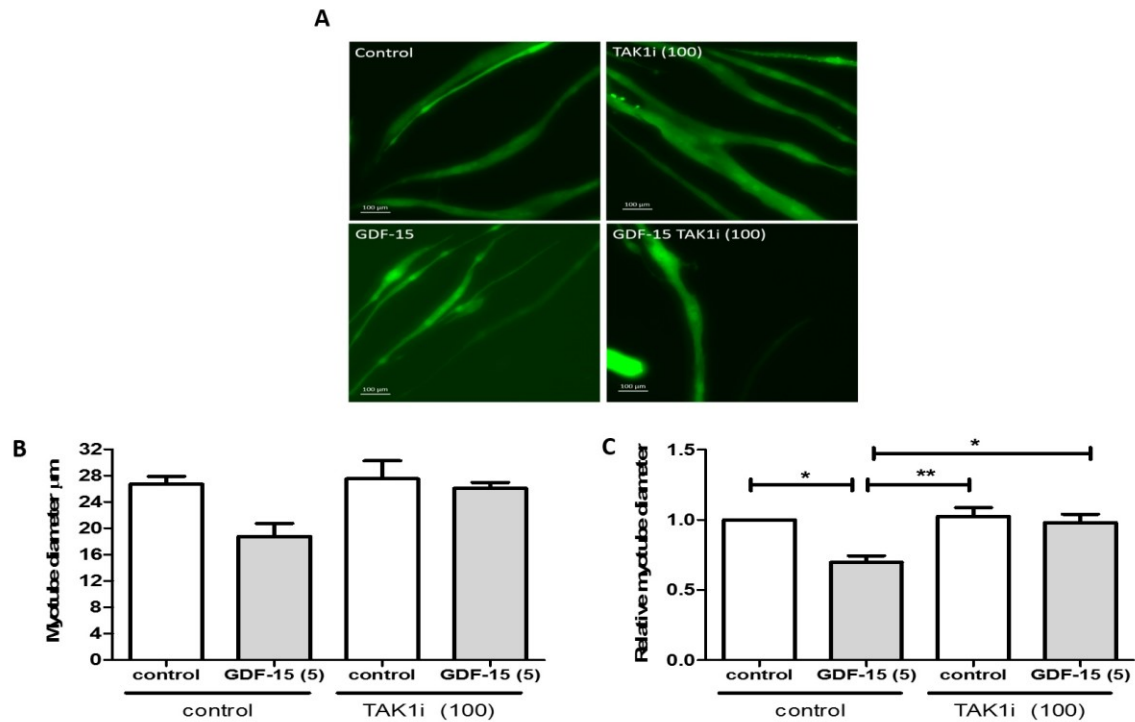 A
Control
TAK1i (100)
100 µm
100 µm
GDF-15
GDF-15 TAK1i (100)
100 µm
100 µm
B
Myotube diameter µm
32
28
24
20
16
12
8
4
0
control
GDF-15 (5)
control
GDF-15 (5)
control
TAK1i (100)
C
Relative myotube diameter
1.5
1.0
0.5
0.0
*
**
*
control
GDF-15 (5)
control
GDF-15 (5)
control
TAK1i (100)